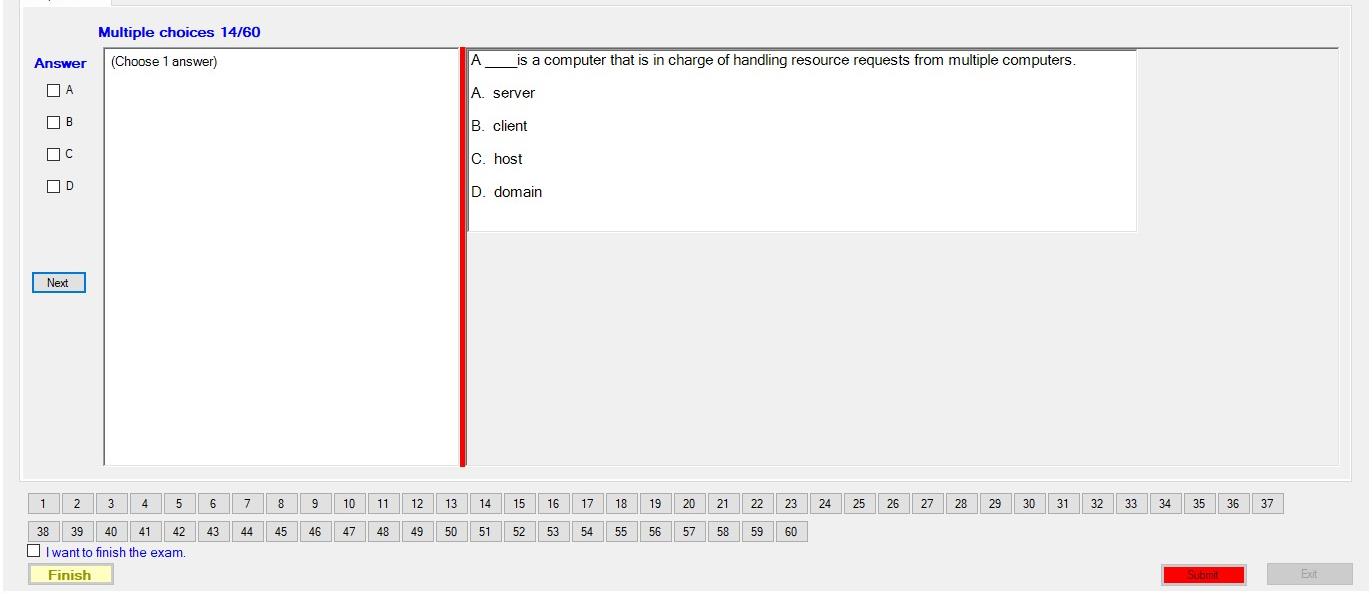 Multiple choices 14/60
Answer
(Choose 1 answer)
A
B
C
D
Next
A ____is a computer that is in charge of handling resource requests from multiple computers.
A. server
B. client
C. host
D. domain
1 2 3 4 5 6 7 8 9 10 11 12 13 14 15 16 17 18 19 20 21 22 23 24 25 26 27 28 29 30 31 32 33 34 35 36 37
38 39 40 41 42 43 44 45 46 47 48 49 50 51 52 53 54 55 56 57 58 59 60
I want to finish the exam.
Finish
Submit
Exit